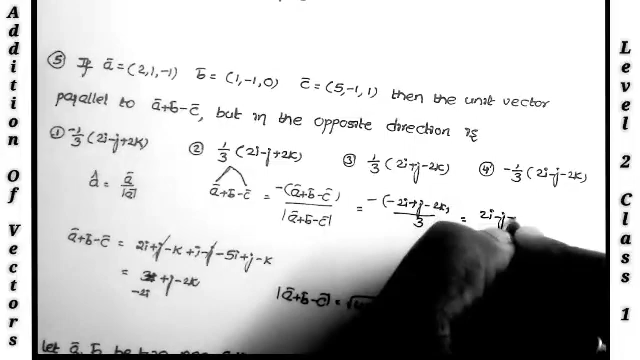 Addition Of Vectors
⑤ If ā = (2, 1, -1) b̄ = (1, -1, 0) c̄ = (5, -1, 1) then the unit vector
parallel to ā+b̄-c̄, but in the opposite direction is
① -1/3 (2i-j+2k) ② 1/3 (2i-j+2k) ③ 1/3 (2i+j-2k) ④ -1/3 (2i-j-2k)
â = ā/|ā| ā+b̄-c̄ = -(ā+b̄-c̄)/|ā+b̄-c̄| = -(-2i+j-2k)/3 = 2i-j
ā+b̄-c̄ = 2i+j-k+i-j-5i+j-k
= 3i+j-2k
-2i
|ā+b̄-c̄| = √
let ā, b̄ be
Level 2 Class 1